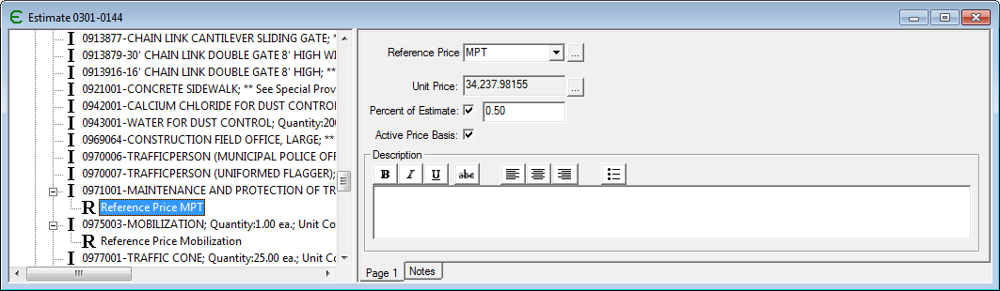 Estimate 0301-0144
I 0913877-CHAIN LINK CANTILEVER SLIDING GATE; *
I 0913879-30' CHAIN LINK DOUBLE GATE 8' HIGH WI
I 0913916-16' CHAIN LINK DOUBLE GATE 8' HIGH; **
I 0921001-CONCRETE SIDEWALK; ** See Special Prov
I 0942001-CALCIUM CHLORIDE FOR DUST CONTRO
I 0943001-WATER FOR DUST CONTROL; Quantity:200
I 0969064-CONSTRUCTION FIELD OFFICE, LARGE; **
I 0970006-TRAFFICPERSON (MUNICIPAL POLICE OFF
I 0970007-TRAFFICPERSON (UNIFORMED FLAGGER);
I 0971001-MAINTENANCE AND PROTECTION OF TR
R Reference Price MPT
I 0975003-MOBILIZATION; Quantity:1.00 ea.; Unit Co
R Reference Price Mobilization
I 0977001-TRAFFIC CONE; Quantity:25.00 ea.; Unit Co
Reference Price MPT ...
Unit Price: 34,237.98155 ...
Percent of Estimate: 0.50
Active Price Basis:
Description
B I U abc
Page 1 Notes